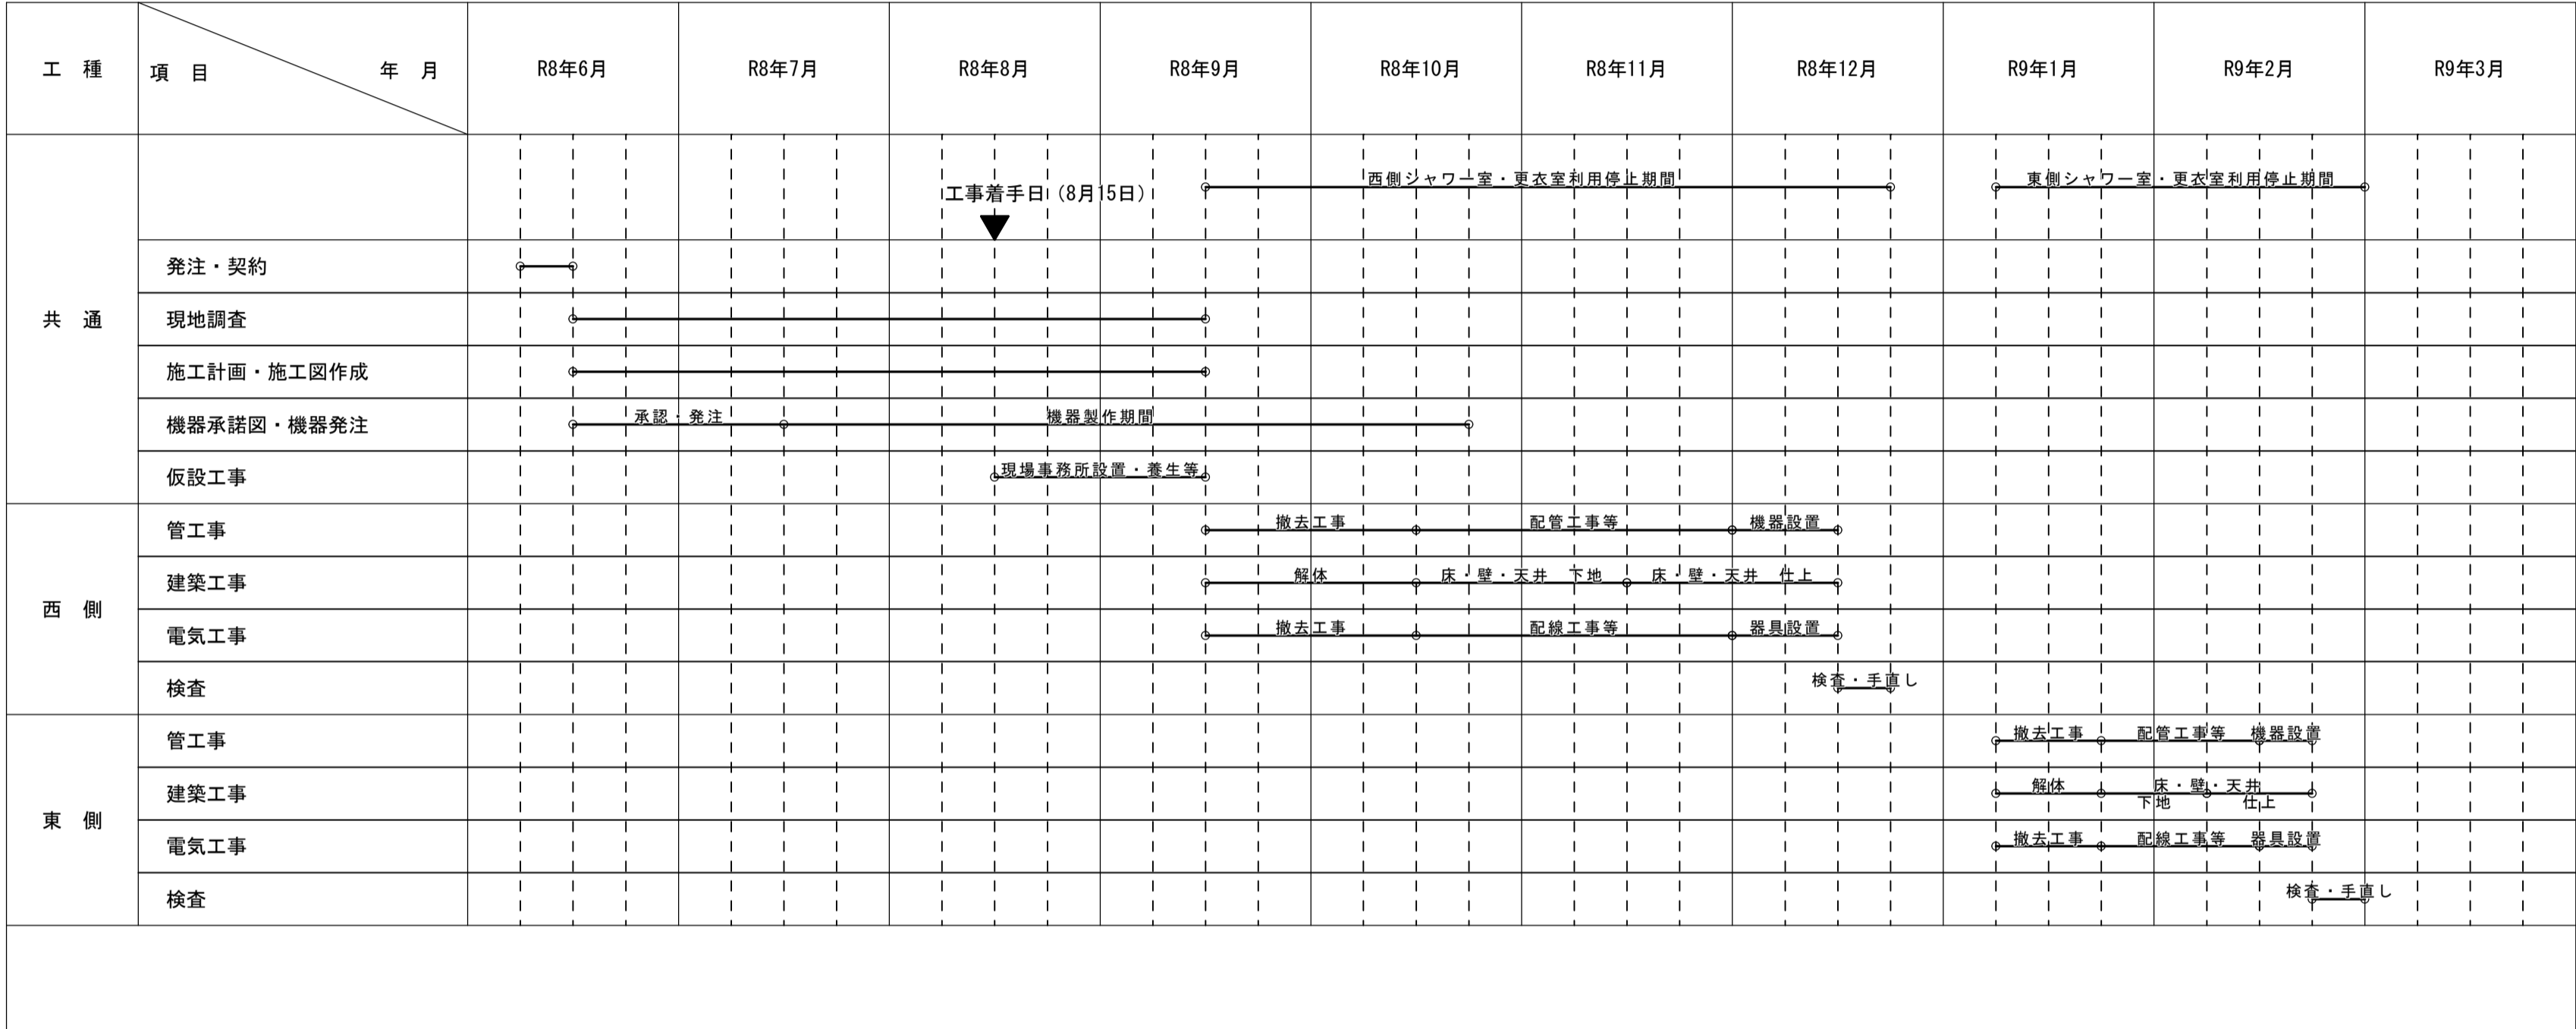 工　種
項　目　　年　月
R8年6月
R8年7月
R8年8月
R8年9月
R8年10月
R8年11月
R8年12月
R9年1月
R9年2月
R9年3月
共　通
工事着手日（8月15日）
西側シャワー室・更衣室利用停止期間
東側シャワー室・更衣室利用停止期間
発注・契約
現地調査
施工計画・施工図作成
機器承諾図・機器発注
承認・発注
機器製作期間
仮設工事
現場事務所設置・養生等
西　側
管工事
撤去工事
配管工事等
機器設置
建築工事
解体
床・壁・天井　下地
床・壁・天井　仕上
電気工事
撤去工事
配線工事等
器具設置
検査
検査・手直し
東　側
管工事
撤去工事
配管工事等
機器設置
建築工事
解体
床・壁・天井
下地
仕上
電気工事
撤去工事
配線工事等
器具設置
検査
検査・手直し